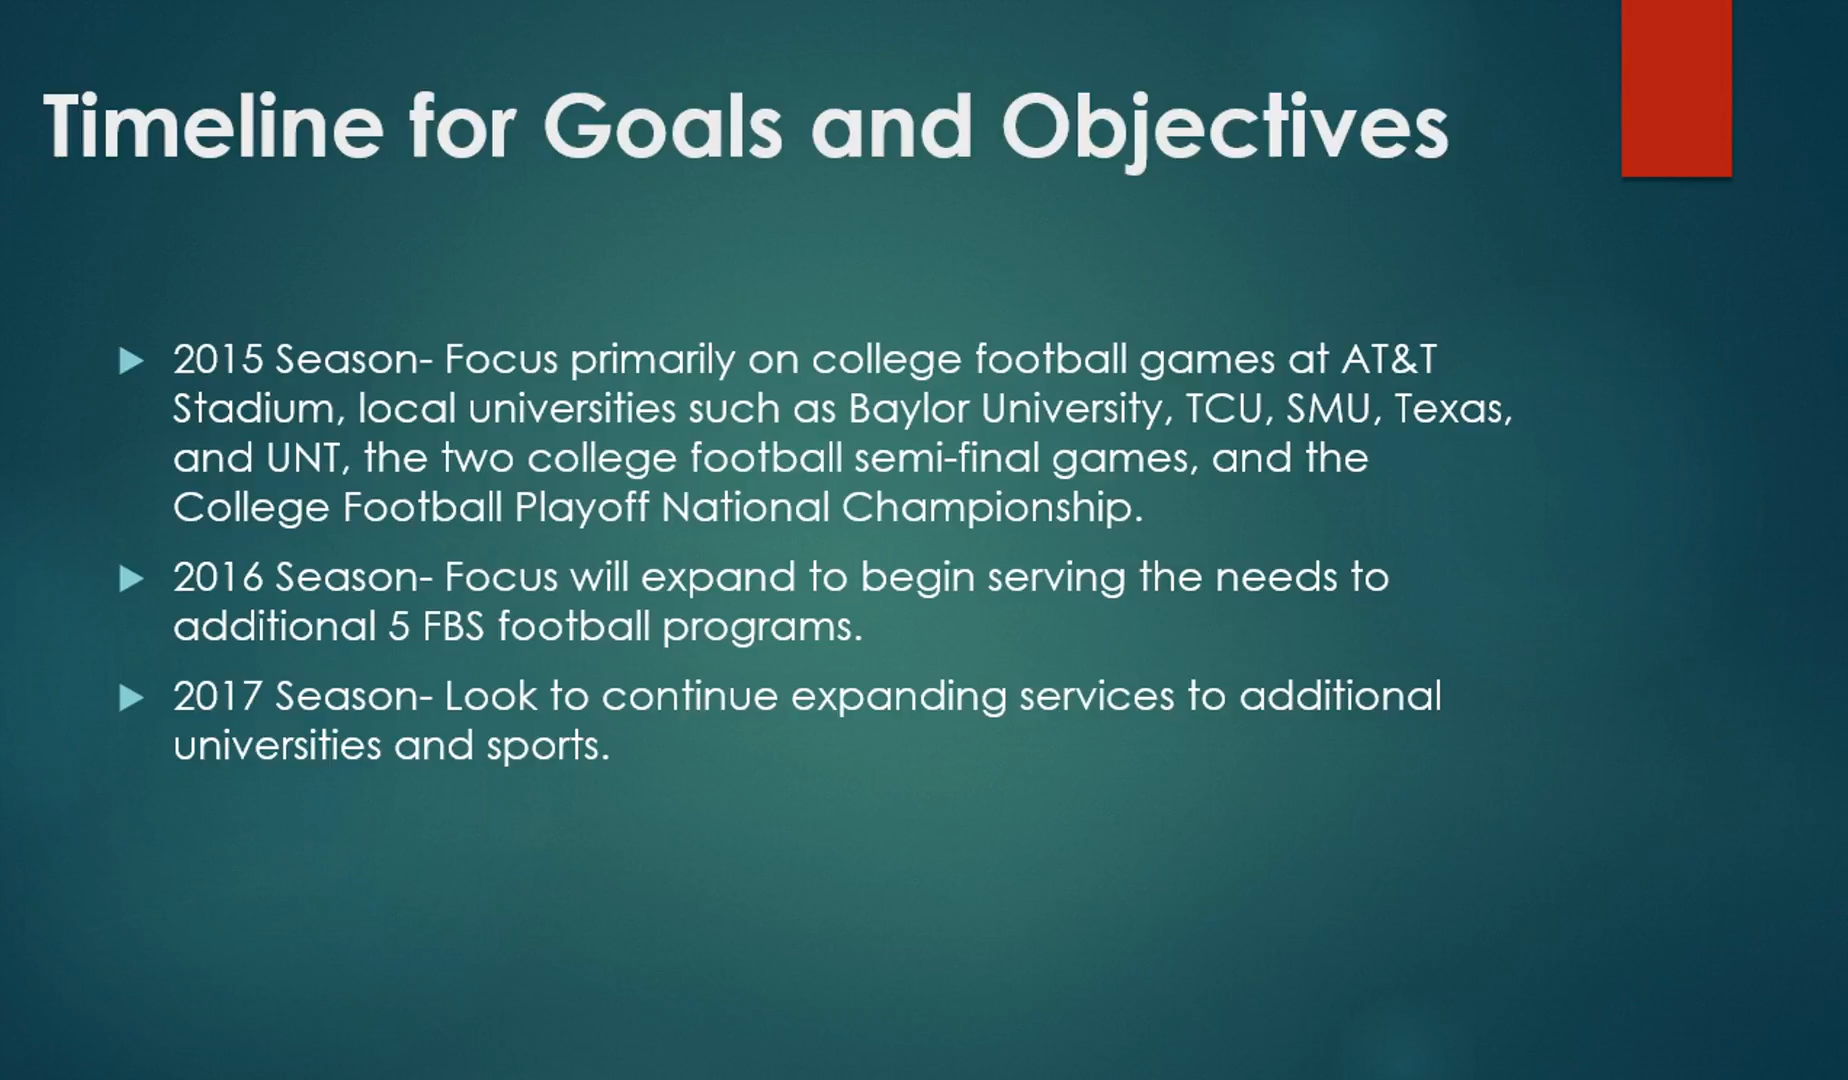 Timeline for Goals and Objectives
2015 Season- Focus primarily on college football games at AT&T
Stadium, local universities such as Baylor University, TCU, SMU, Texas,
and UNT, the two college football semi-final games, and the
College Football Playoff National Championship.
2016 Season- Focus will expand to begin serving the needs to
additional 5 FBS football programs.
2017 Season- Look to continue expanding services to additional
universities and sports.